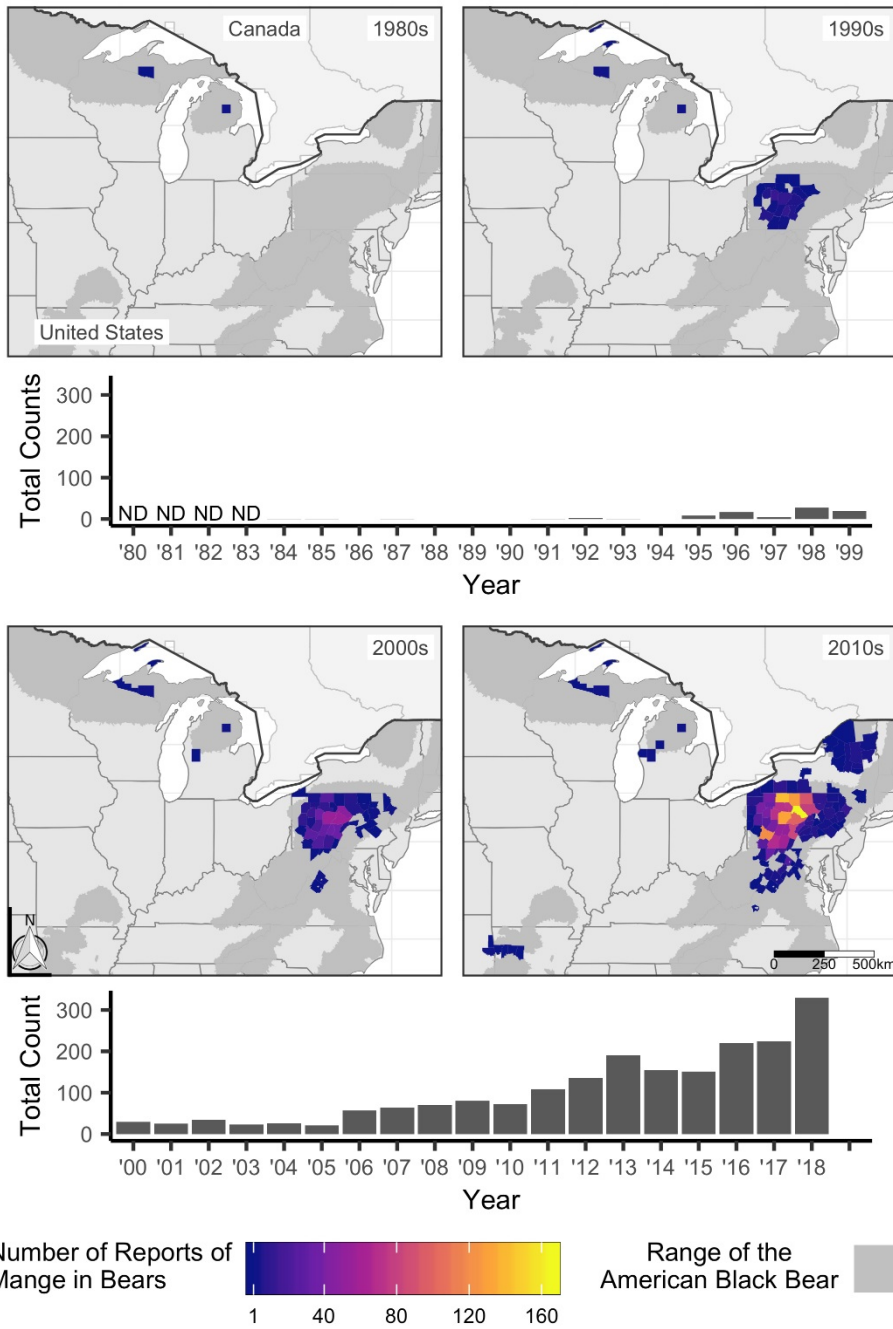 Canada 1980s
United States
1990s
Total Counts
300
200
100
0
ND ND ND ND
'80 '81 '82 '83 '84 '85 '86 '87 '88 '89 '90 '91 '92 '93 '94 '95 '96 '97 '98 '99
Year
2000s
N
2010s
0 250 500km
Total Count
300
200
100
0
'00 '01 '02 '03 '04 '05 '06 '07 '08 '09 '10 '11 '12 '13 '14 '15 '16 '17 '18
Year
Number of Reports of
Mange in Bears
1 40 80 120 160
Range of the
American Black Bear